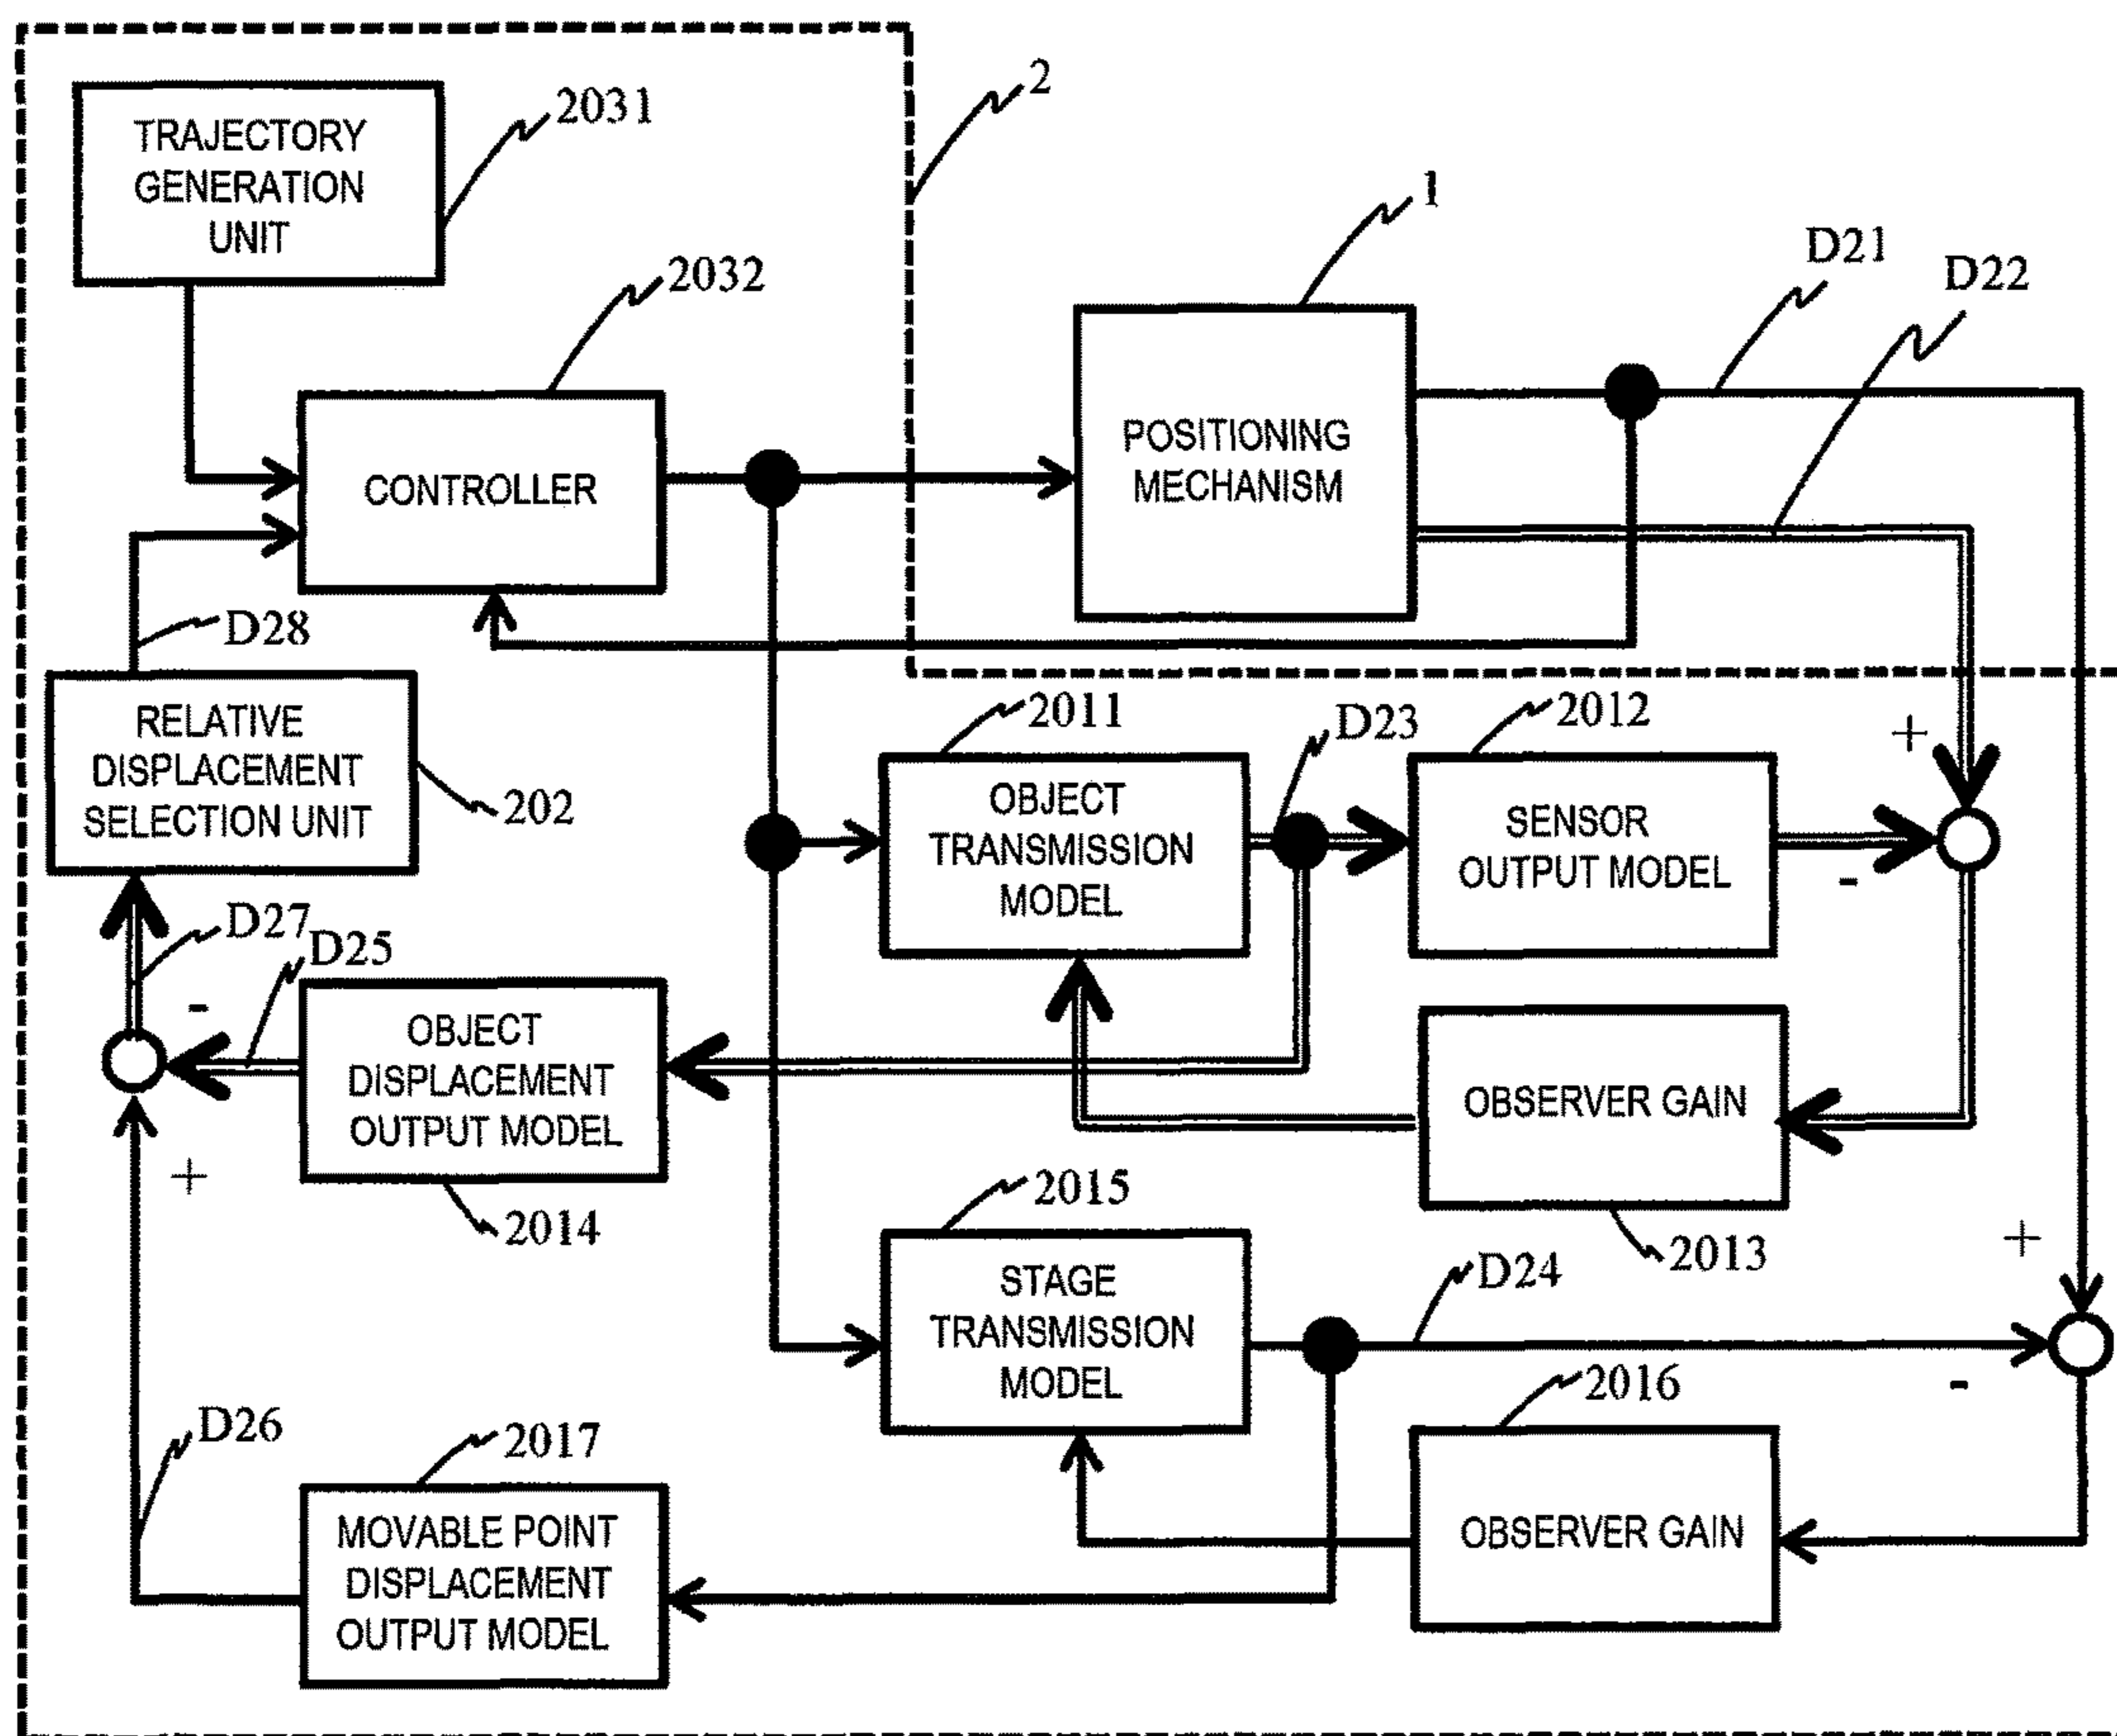 TRAJECTORY
GENERATION
UNIT
2031
2
1
D21
D22
2032
CONTROLLER
POSITIONING
MECHANISM
D28
RELATIVE
DISPLACEMENT
SELECTION UNIT
202
2011
D23
2012
+
OBJECT
TRANSMISSION
MODEL
SENSOR
OUTPUT MODEL
-
D27
D25
-
OBJECT
DISPLACEMENT
OUTPUT MODEL
OBSERVER GAIN
+
2014
2015
2013
+
STAGE
TRANSMISSION
MODEL
D24
-
2016
D26
2017
MOVABLE POINT
DISPLACEMENT
OUTPUT MODEL
OBSERVER GAIN